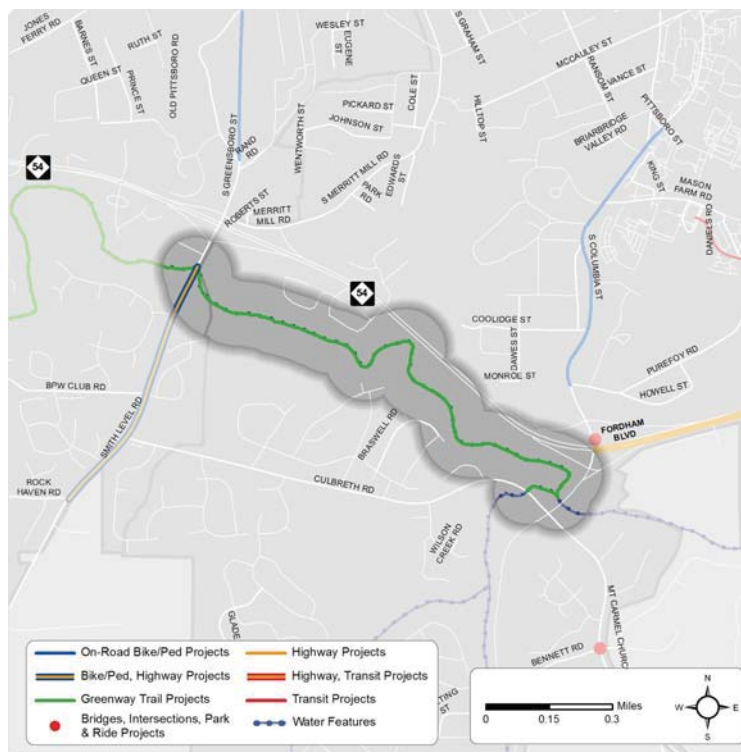 JONES
FERRY RD
BARNES ST
RUTH ST
OLD PITTSBORO RD
QUEEN ST
PRINCE ST
S GREENSBORO ST
RAND RD
WESLEY ST
EUGENE
ST
PICKARD ST
JOHNSON ST
COLE ST
WENTWORTH ST
S MERRITT MILL RD
PARK
RD
EDWARDS
ST
ROBERTS ST
MERRITT
MILL RD
S GRAHAM ST
HILLTOP ST
MCCAULEY ST
RANSOM ST
VANCE ST
BRIARBRIDGE
VALLEY RD
PITTSBORO ST
KING ST
MASON
FARM RD
DANIELS RD
S COLUMBIA ST
54
54
COOLIDGE ST
DAWES ST
MONROE ST
PUREFOY RD
HOWELL ST
FORDHAM
BLVD
BPW CLUB RD
SMITH LEVEL RD
ROCK
HAVEN RD
BRASWELL RD
CULBRETH RD
WILSON
CREEK RD
GLADE
MT CARMEL CHURCH
BENNETT RD
TING
ST
On-Road Bike/Ped Projects
Bike/Ped, Highway Projects
Greenway Trail Projects
Bridges, Intersections, Park
& Ride Projects
Highway Projects
Highway, Transit Projects
Transit Projects
Water Features
Miles
0 0.15 0.3
N
W E
S